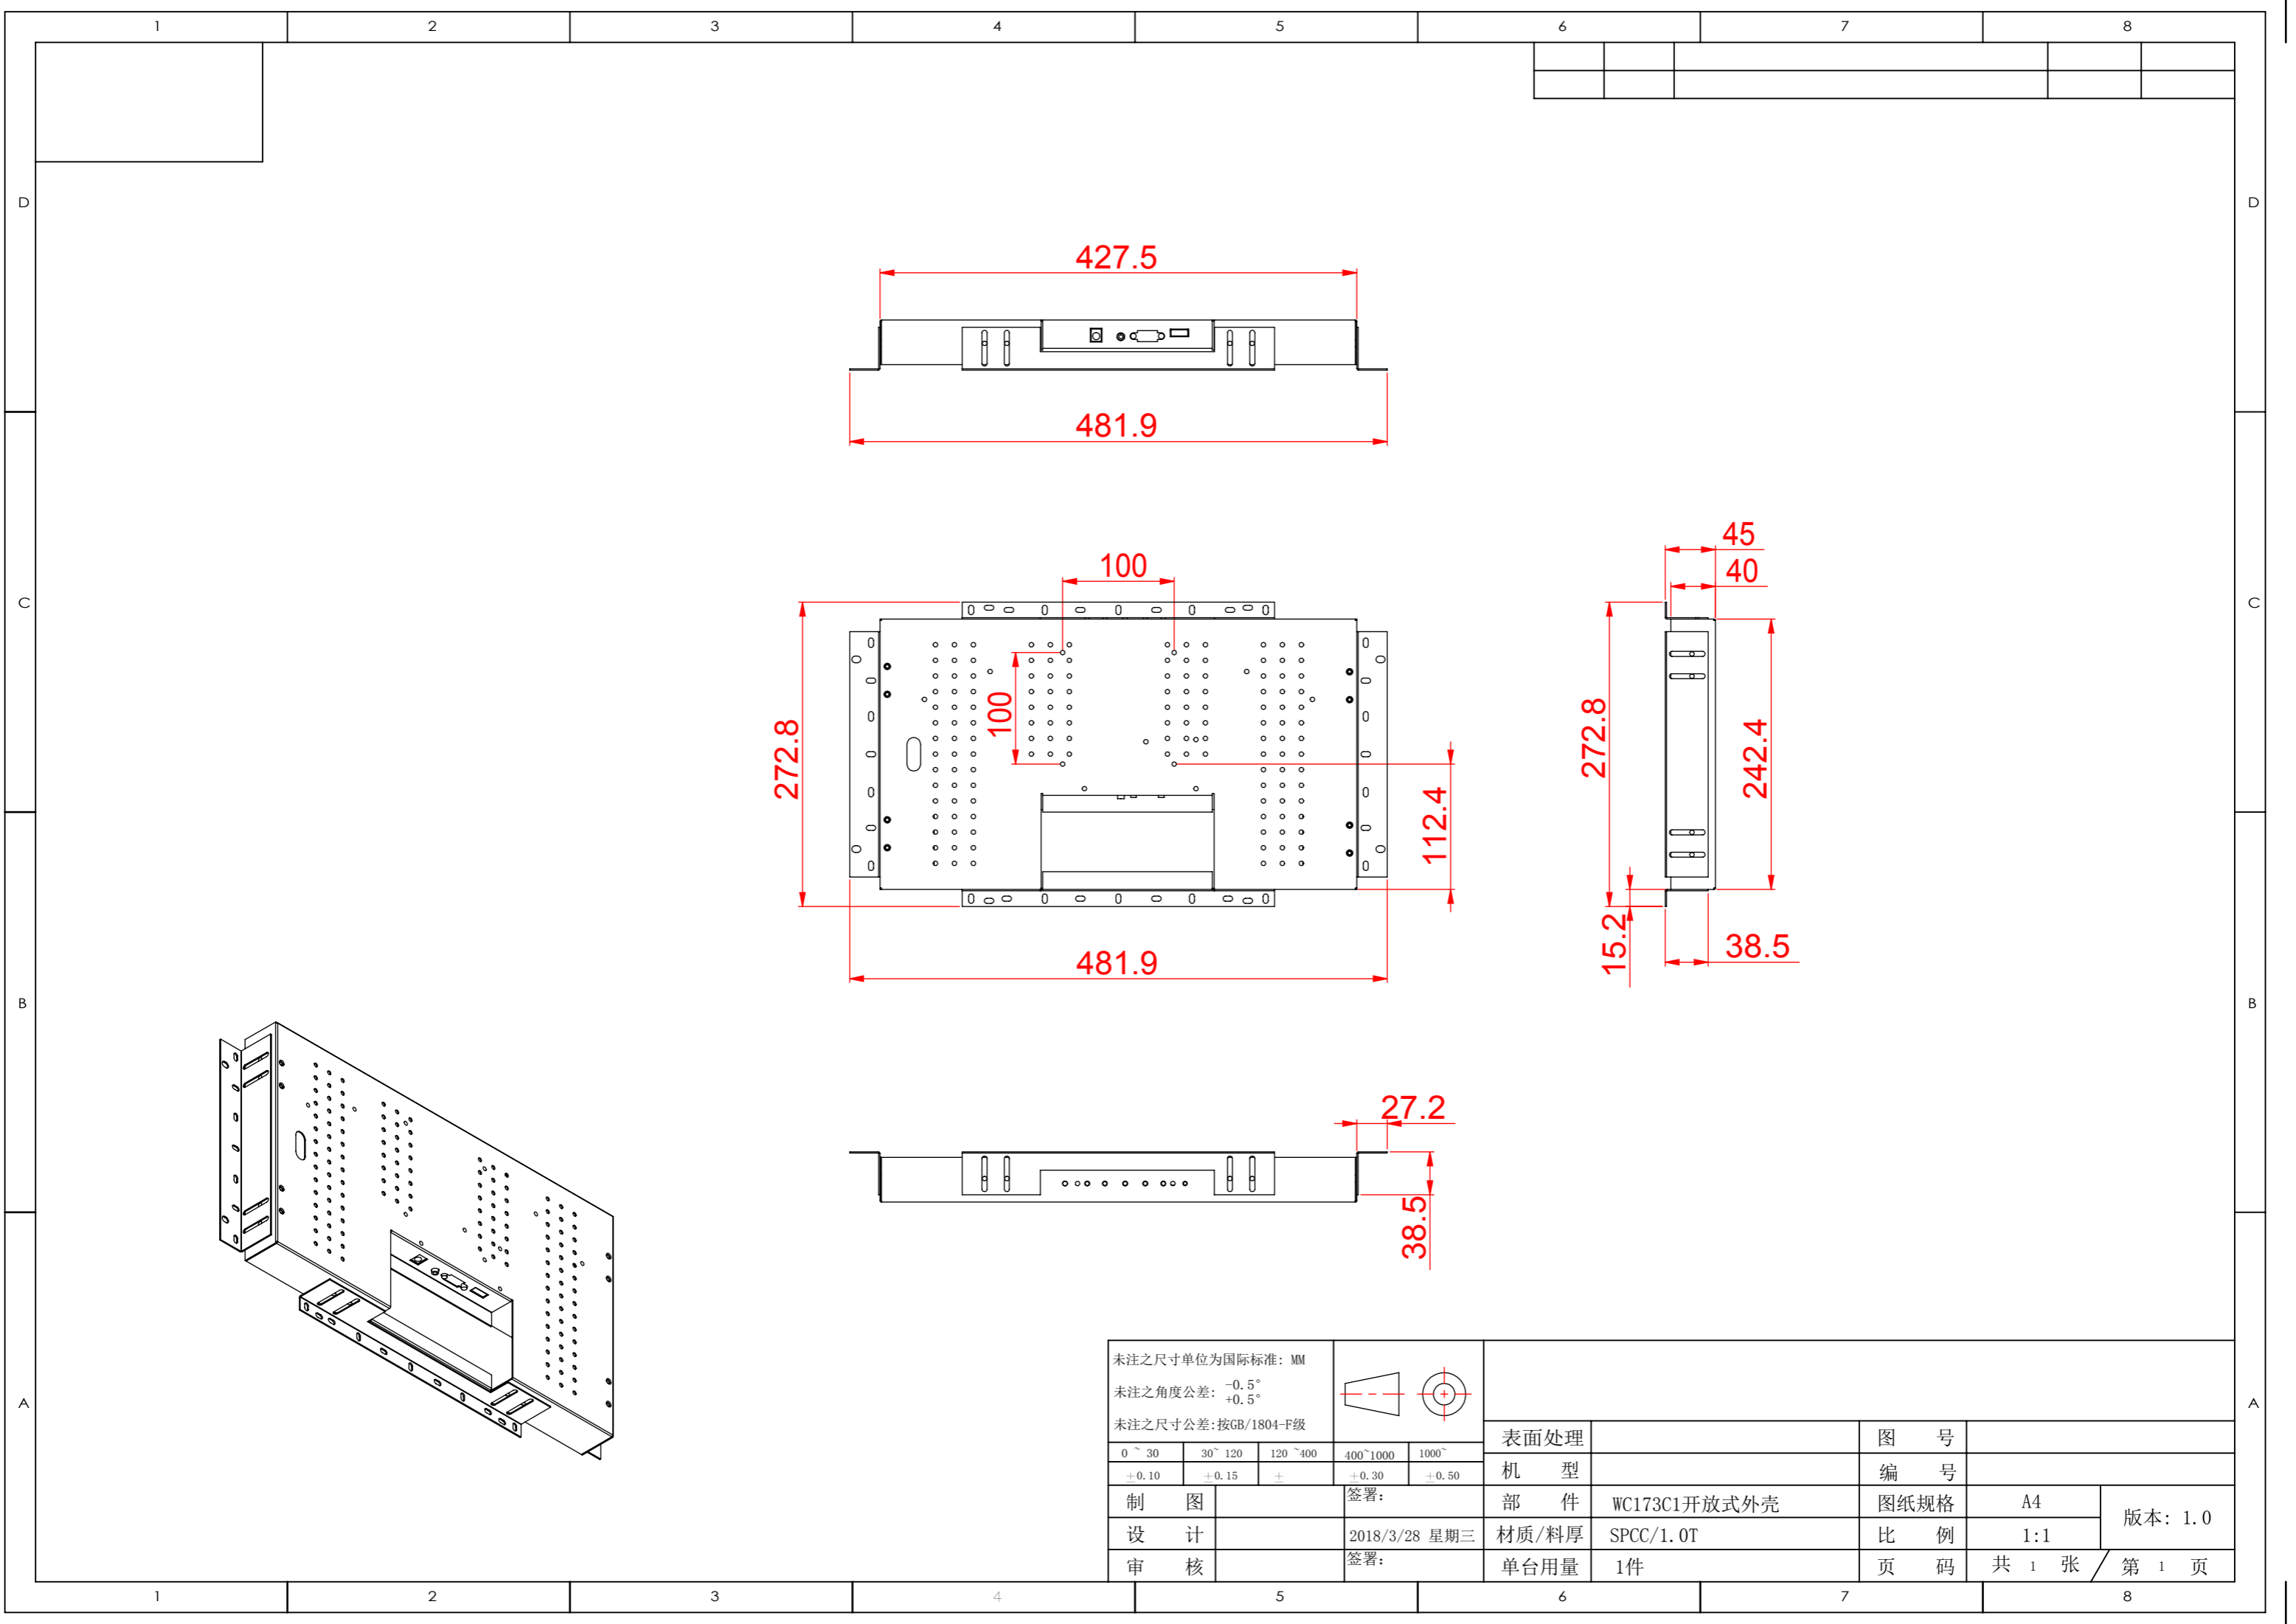 1 2 3 4 5 6 7 8
D D
427.5
481.9
C C
45
40
100
100
272.8
112.4
481.9
272.8
242.4
15.2
38.5
B B
27.2
38.5
A A
未注之尺寸单位为国际标准: MM
未注之角度公差: -0.5°
+0.5°
未注之尺寸公差:按GB/1804-F级
0 ~ 30 30~ 120 120 ~400 400~1000 1000~
±0.10 ±0.15 ± ±0.30 ±0.50
表面处理 图 号
机 型 编 号
制 图 签署: 部 件 WC173C1开放式外壳 图纸规格 A4
版本: 1.0
设 计 2018/3/28 星期三 材质/料厚 SPCC/1.0T 比 例 1:1
审 核 签署: 单台用量 1件 页 码 共 1 张 / 第 1 页
1 2 3 4 5 6 7 8